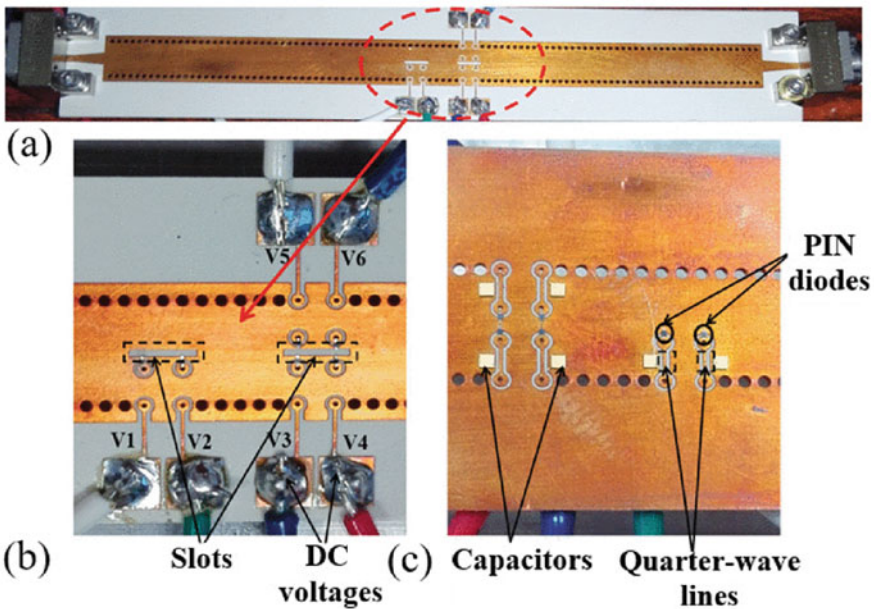 (a)
V5 V6
PIN
diodes
V1 V2 V3 V4
(b) Slots DC
voltages
(c) Capacitors Quarter-wave
lines